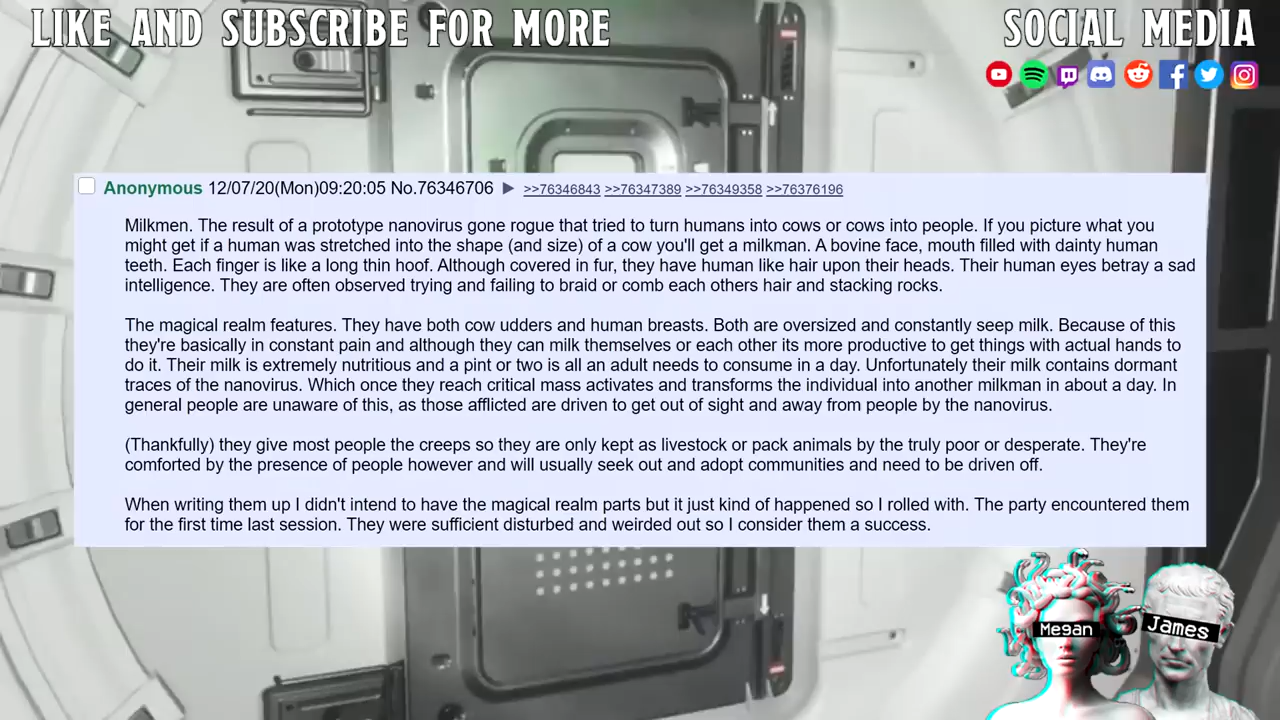 LIKE AND SUBSCRIBE FOR MORE
SOCIAL MEDIA
Anonymous 12/07/20(Mon)09:20:05 No.76346706 ▶ >>76346843 >>76347389 >>76349358 >>76376196
Milkmen. The result of a prototype nanovirus gone rogue that tried to turn humans into cows or cows into people. If you picture what you
might get if a human was stretched into the shape (and size) of a cow you'll get a milkman. A bovine face, mouth filled with dainty human
teeth. Each finger is like a long thin hoof. Although covered in fur, they have human like hair upon their heads. Their human eyes betray a sad
intelligence. They are often observed trying and failing to braid or comb each others hair and stacking rocks.
The magical realm features. They have both cow udders and human breasts. Both are oversized and constantly seep milk. Because of this
they're basically in constant pain and although they can milk themselves or each other its more productive to get things with actual hands to
do it. Their milk is extremely nutritious and a pint or two is all an adult needs to consume in a day. Unfortunately their milk contains dormant
traces of the nanovirus. Which once they reach critical mass activates and transforms the individual into another milkman in about a day. In
general people are unaware of this, as those afflicted are driven to get out of sight and away from people by the nanovirus.
(Thankfully) they give most people the creeps so they are only kept as livestock or pack animals by the truly poor or desperate. They're
comforted by the presence of people however and will usually seek out and adopt communities and need to be driven off.
When writing them up I didn't intend to have the magical realm parts but it just kind of happened so I rolled with. The party encountered them
for the first time last session. They were sufficient disturbed and weirded out so I consider them a success.
Megan
James